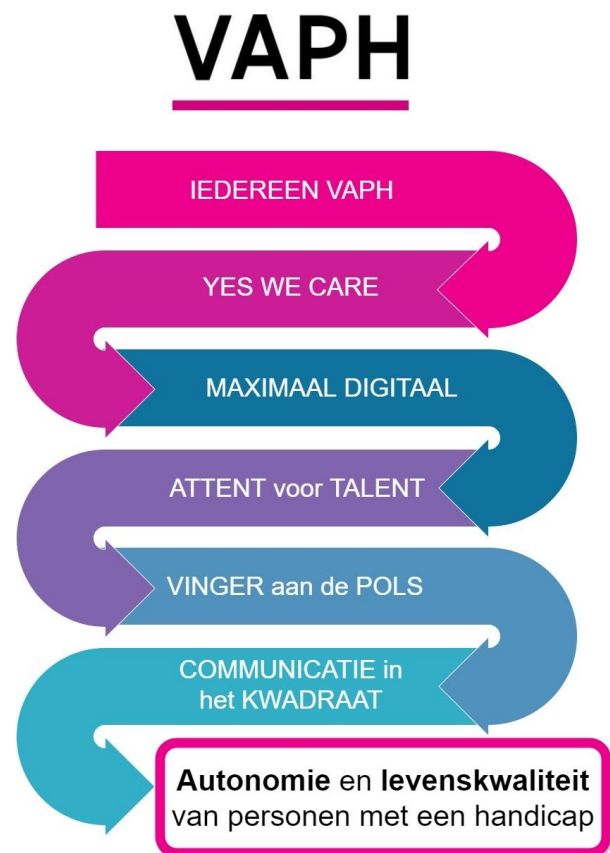 VAPH
IEDEREEN VAPH
YES WE CARE
MAXIMAAL DIGITAAL
ATTENT voor TALENT
VINGER aan de POLS
COMMUNICATIE in
het KWADRAAT
Autonomie en levenskwaliteit
van personen met een handicap